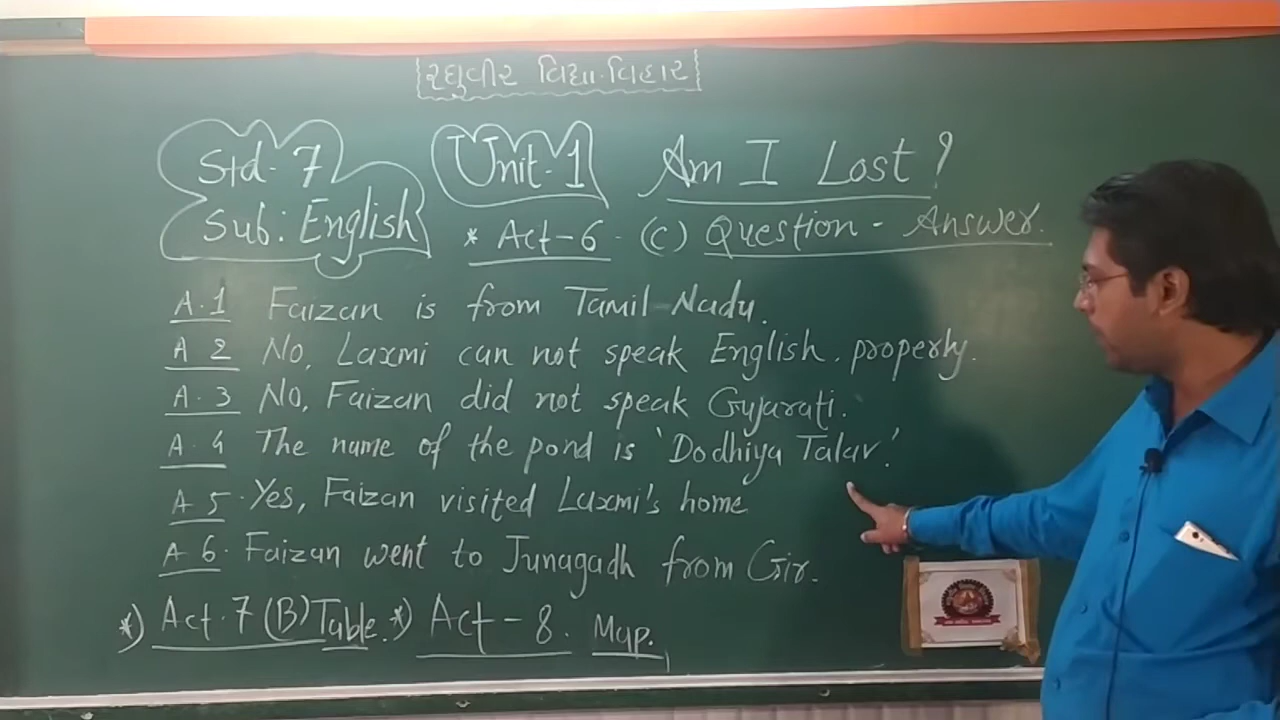 રઘુવીર વિદ્યા-વિહાર
Std- 7
Sub: English
Unit-1
Am I Lost?
* Act-6 - (C) Question - Answer.
A.1 Faizan is from Tamil-Nadu.
A 2 No, Laxmi can not speak English. properly.
A.3 No, Faizan did not speak Gujarati.
A.4 The name of the pond is 'Dodhiya Talav.'
A 5. Yes, Faizan visited Laxmi's home
A 6. Faizan went to Junagadh from Gir.
*) Act.7 (B) Table. *) Act - 8. Map.